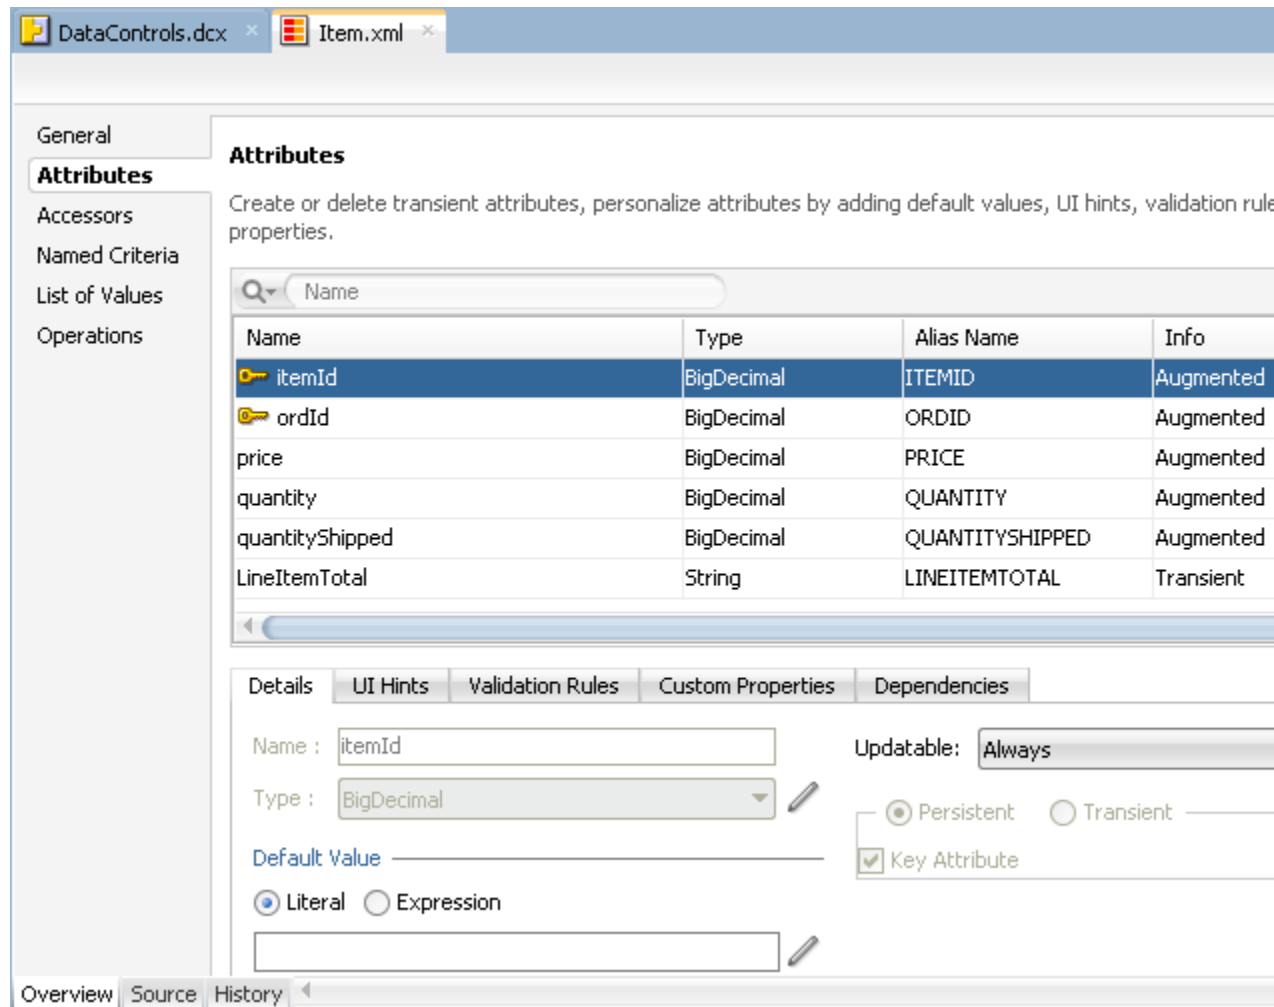 DataControls.dcx Item.xml
General
Attributes
Accessors
Named Criteria
List of Values
Operations
Attributes
Create or delete transient attributes, personalize attributes by adding default values, UI hints, validation rule
properties.
Name
Name Type Alias Name Info
itemId BigDecimal ITEMID Augmented
ordId BigDecimal ORDID Augmented
price BigDecimal PRICE Augmented
quantity BigDecimal QUANTITY Augmented
quantityShipped BigDecimal QUANTITYSHIPPED Augmented
LineItemTotal String LINEITEMTOTAL Transient
Details UI Hints Validation Rules Custom Properties Dependencies
Name : itemId Updatable: Always
Type : BigDecimal
Persistent Transient
Default Value Key Attribute
Literal Expression
Overview Source History